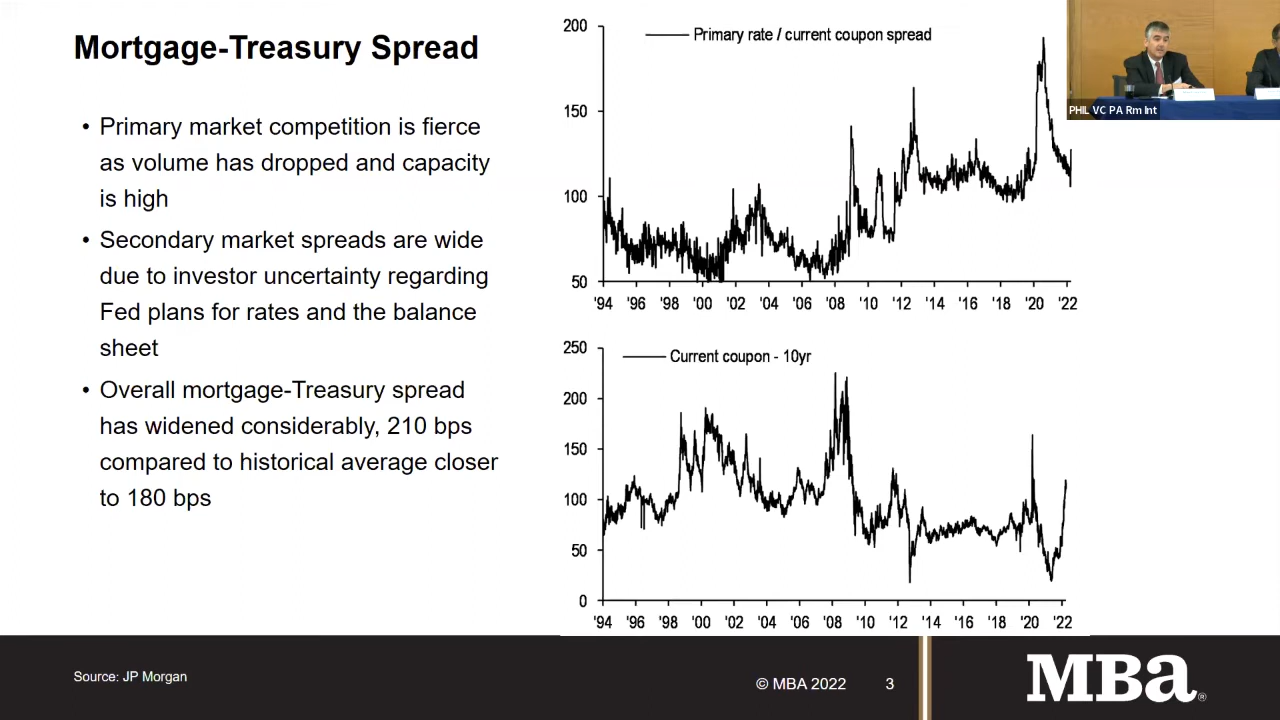 Mortgage-Treasury Spread
• Primary market competition is fierce
as volume has dropped and capacity
is high
• Secondary market spreads are wide
due to investor uncertainty regarding
Fed plans for rates and the balance
sheet
• Overall mortgage-Treasury spread
has widened considerably, 210 bps
compared to historical average closer
to 180 bps
Primary rate / current coupon spread
200
150
100
50
'94 '96 '98 '00 '02 '04 '06 '08 '10 '12 '14 '16 '18 '20 '22
Current coupon - 10yr
250
200
150
100
50
0
'94 '96 '98 '00 '02 '04 '06 '08 '10 '12 '14 '16 '18 '20 '22
PHIL VC PA Rm Int
Source: JP Morgan
© MBA 2022 3
MBA®